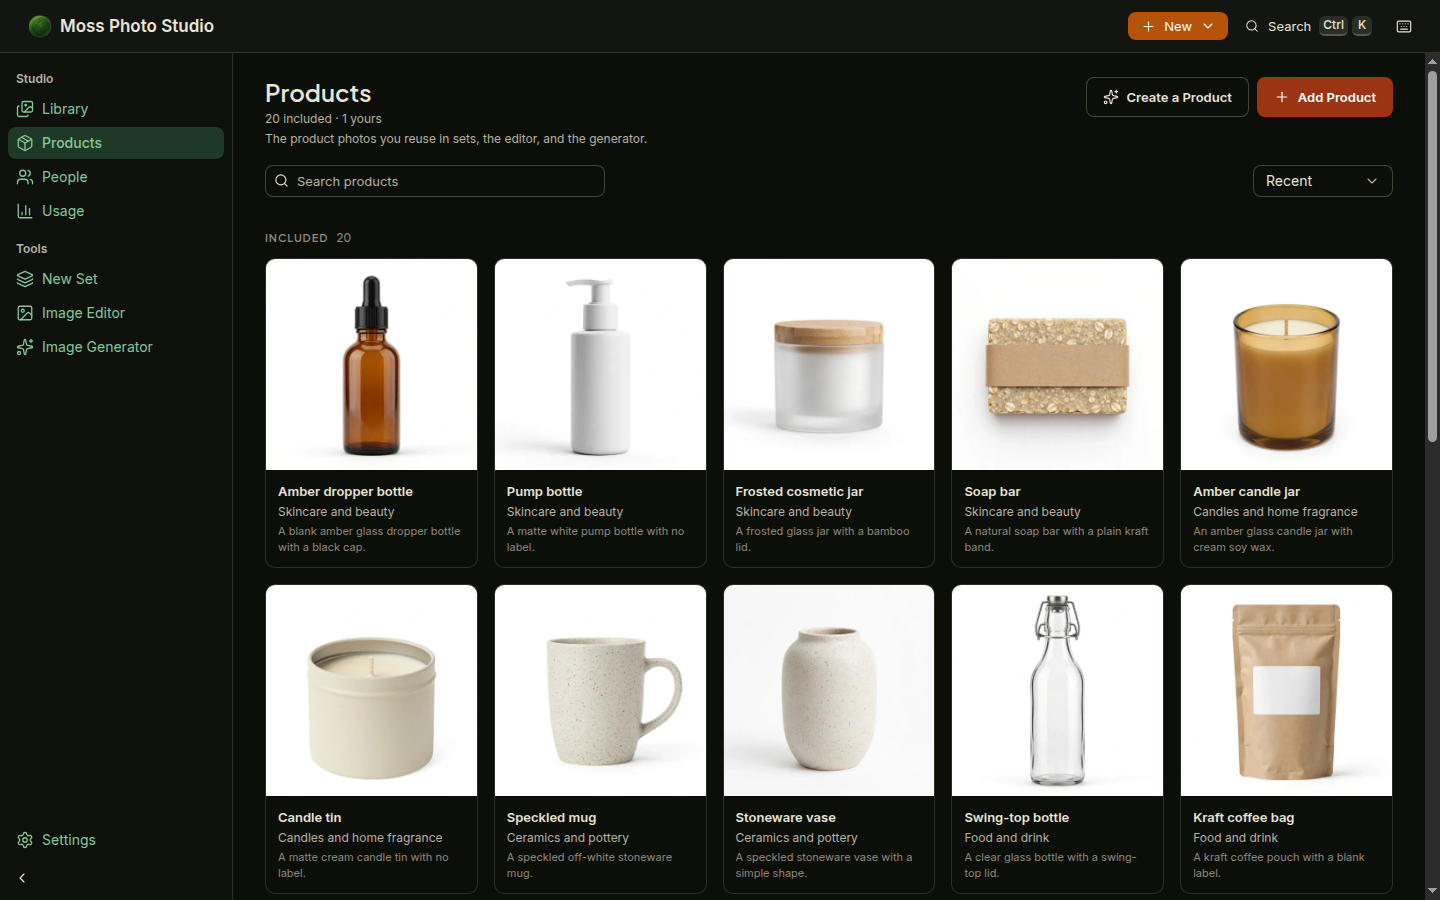 Moss Photo Studio
New
Search Ctrl K
Studio
Library
Products
People
Usage
Tools
New Set
Image Editor
Image Generator
Settings
Products
20 included · 1 yours
The product photos you reuse in sets, the editor, and the generator.
Create a Product
Add Product
Search products
Recent
INCLUDED 20
Amber dropper bottle
Skincare and beauty
A blank amber glass dropper bottle
with a black cap.
Pump bottle
Skincare and beauty
A matte white pump bottle with no
label.
Frosted cosmetic jar
Skincare and beauty
A frosted glass jar with a bamboo
lid.
Soap bar
Skincare and beauty
A natural soap bar with a plain kraft
band.
Amber candle jar
Candles and home fragrance
An amber glass candle jar with
cream soy wax.
Candle tin
Candles and home fragrance
A matte cream candle tin with no
label.
Speckled mug
Ceramics and pottery
A speckled off-white stoneware
mug.
Stoneware vase
Ceramics and pottery
A speckled stoneware vase with a
simple shape.
Swing-top bottle
Food and drink
A clear glass bottle with a swing-
top lid.
Kraft coffee bag
Food and drink
A kraft coffee pouch with a blank
label.